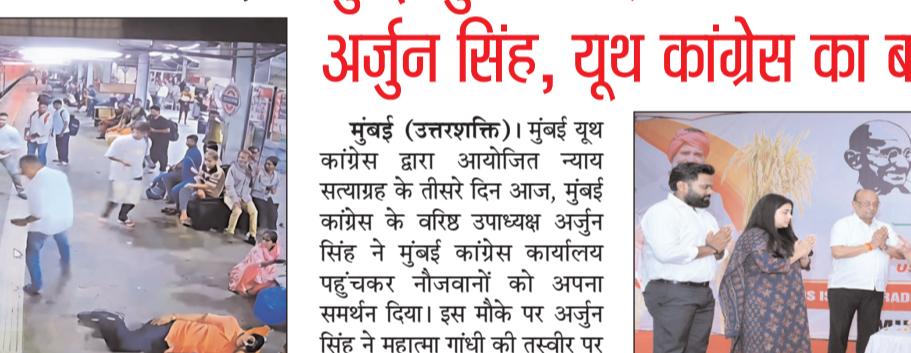 अर्जुन सिंह, यूथ कांग्रेस का
मुंबई (उत्तरशक्ति)। मुंबई यूथ
कांग्रेस द्वारा आयोजित न्याय
सत्याग्रह के तीसरे दिन आज, मुंबई
कांग्रेस के वरिष्ठ उपाध्यक्ष अर्जुन
सिंह ने मुंबई कांग्रेस कार्यालय
पहुंचकर नौजवानों को अपना
समर्थन दिया। इस मौके पर अर्जुन
सिंह ने महात्मा गांधी की तस्वीर पर